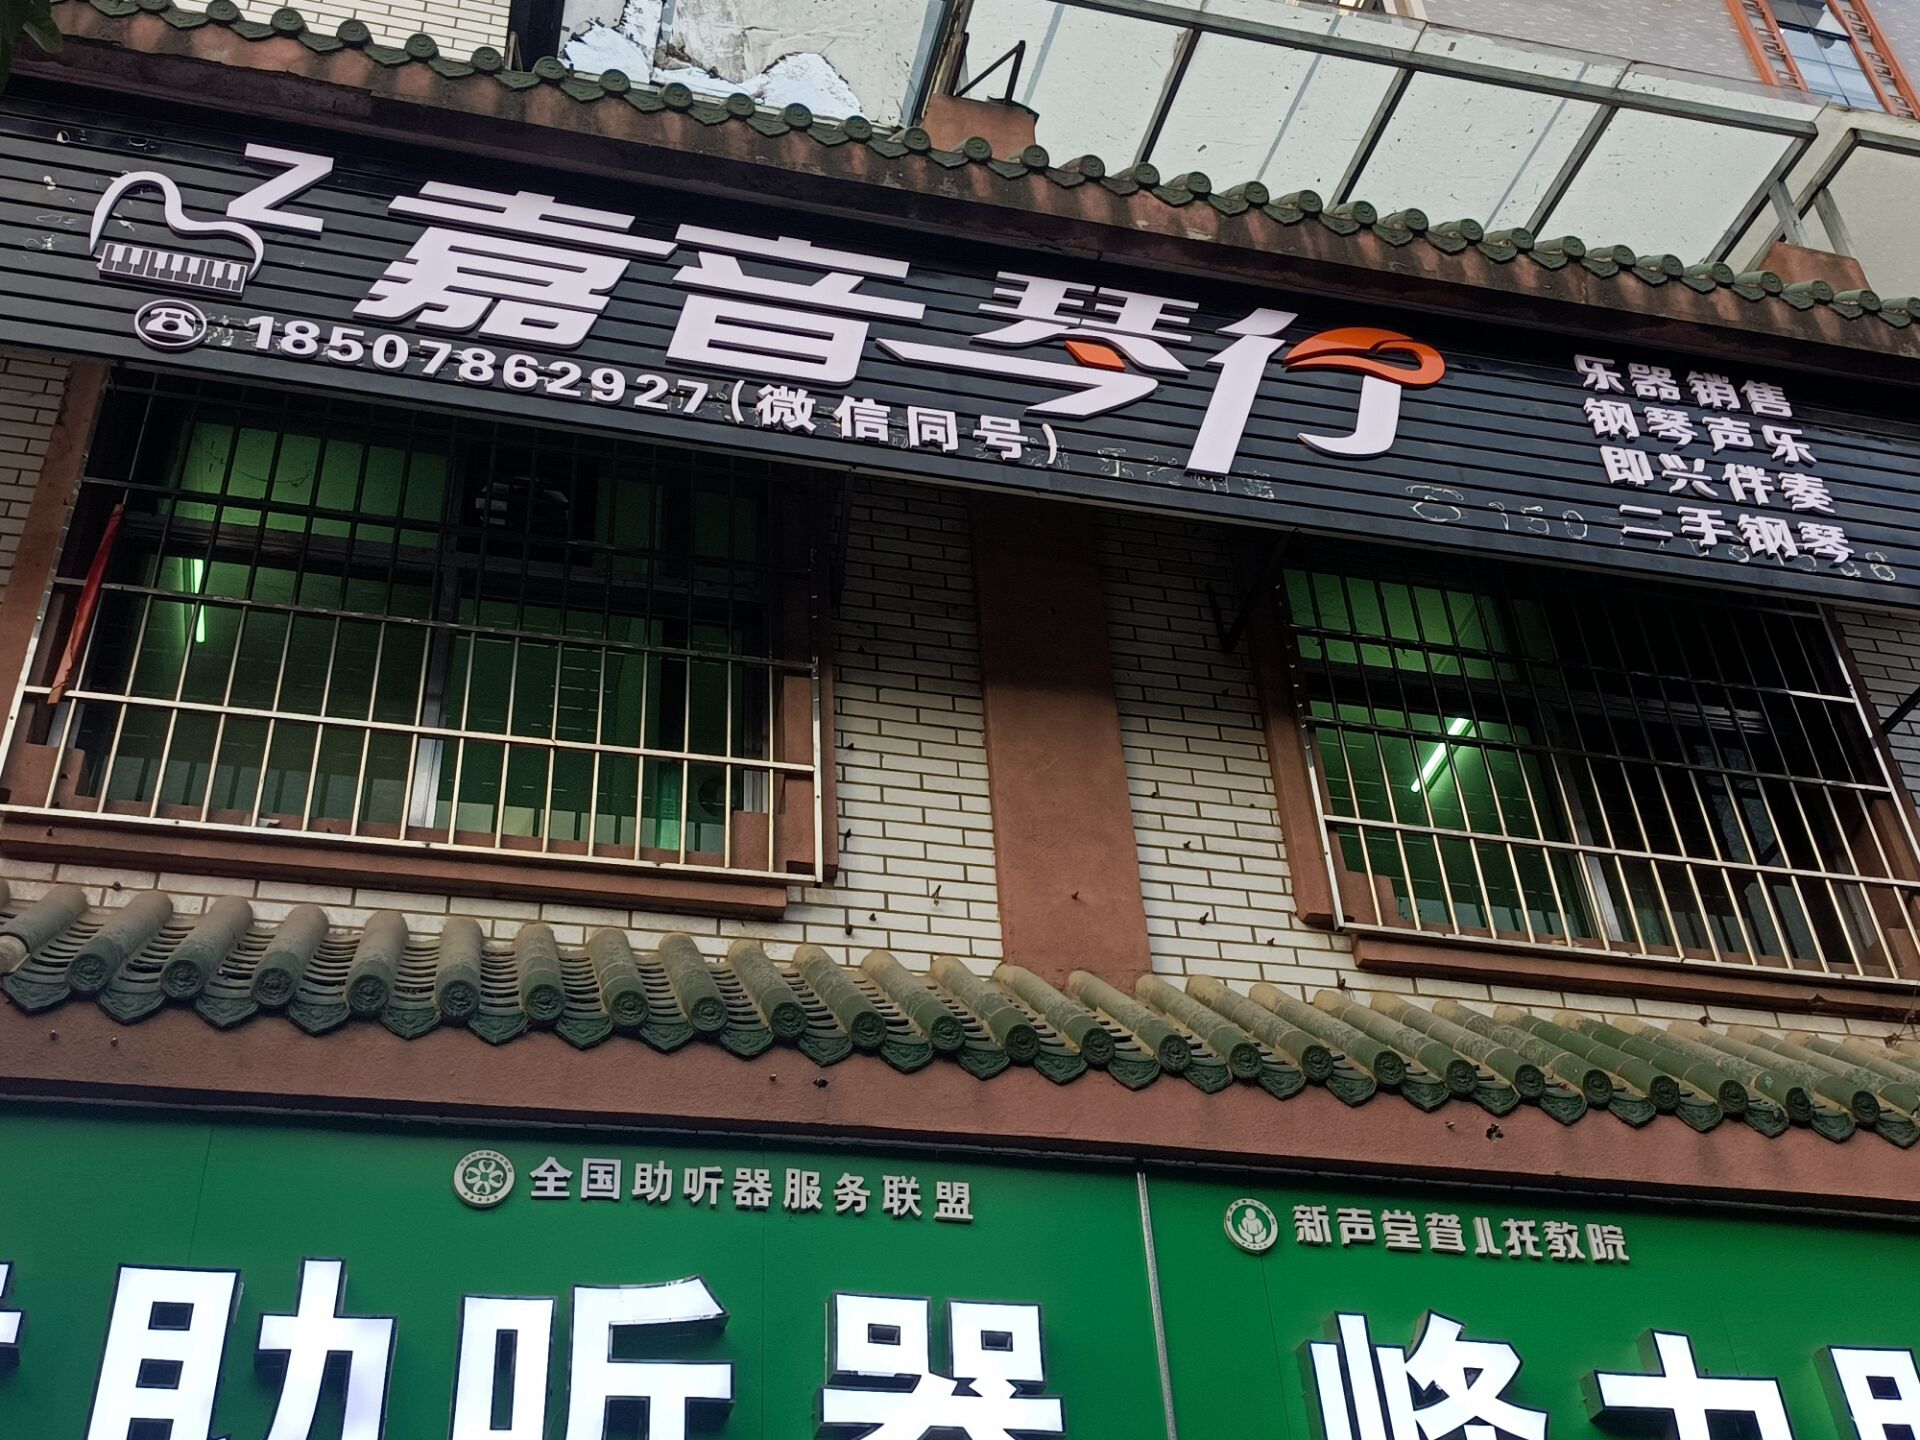 Z
嘉音琴行
18507862927(微信同号)
乐器销售
钢琴声乐
即兴伴奏
二手钢琴
全国助听器服务联盟
新声堂聋儿托教院
助听器
峰力